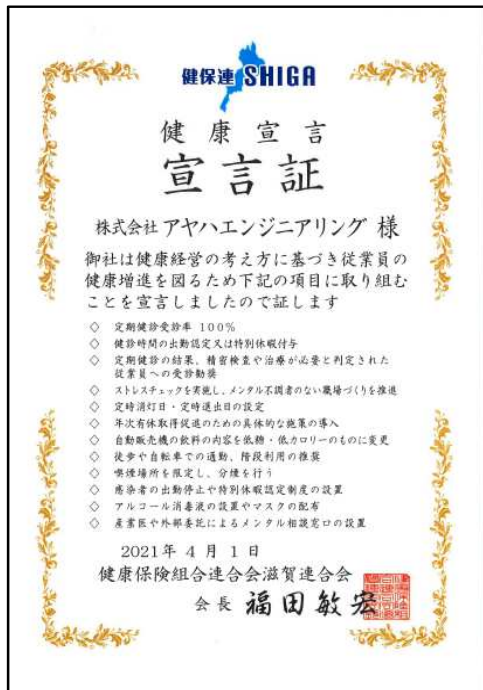 健保連 SHIGA
健康宣言
宣言証
株式会社 アヤハエンジニアリング 様
御社は健康経営の考え方に基づき従業員の
健康増進を図るため下記の項目に取り組む
ことを宣言しましたので証します
◇ 定期健診受診率 100%
◇ 健診時間の出勤認定又は特別休暇付与
◇ 定期健診の結果、精密検査や治療が必要と判定された
従業員への受診勧奨
◇ ストレスチェックを実施し、メンタル不調者のない職場づくりを推進
◇ 定時消灯日・定時退出日の設定
◇ 年次有休取得促進のための具体的な施策の導入
◇ 自動販売機の飲料の内容を低糖・低カロリーのものに変更
◇ 徒歩や自転車での通勤、階段利用の推奨
◇ 喫煙場所を限定し、分煙を行う
◇ 感染者の出勤停止や特別休暇認定制度の設置
◇ アルコール消毒液の設置やマスクの配布
◇ 産業医や外部委託によるメンタル相談窓口の設置
2021年 4 月 1 日
健康保険組合連合会滋賀連合会
会長 福田敏宏